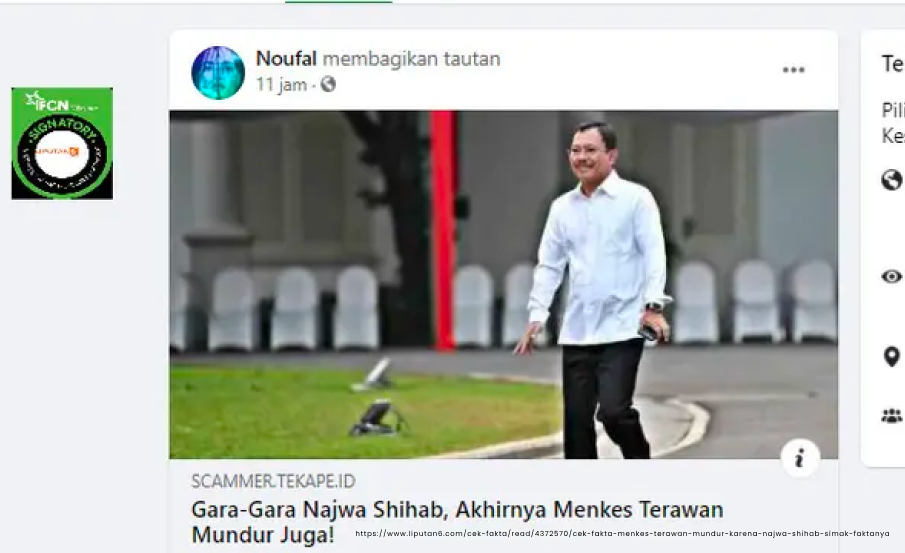 Noufal membagikan tautan
11 jam ·
IFCN
SIGNATORY
LIPUTAN6
Te
Pili
Ke
SCAMMER.TEKAPE.ID
Gara-Gara Najwa Shihab, Akhirnya Menkes Terawan
Mundur Juga!
https://www.liputan6.com/cek-fakta/read/4372570/cek-fakta-menkes-terawan-mundur-karena-najwa-shihab-simak-faktanya